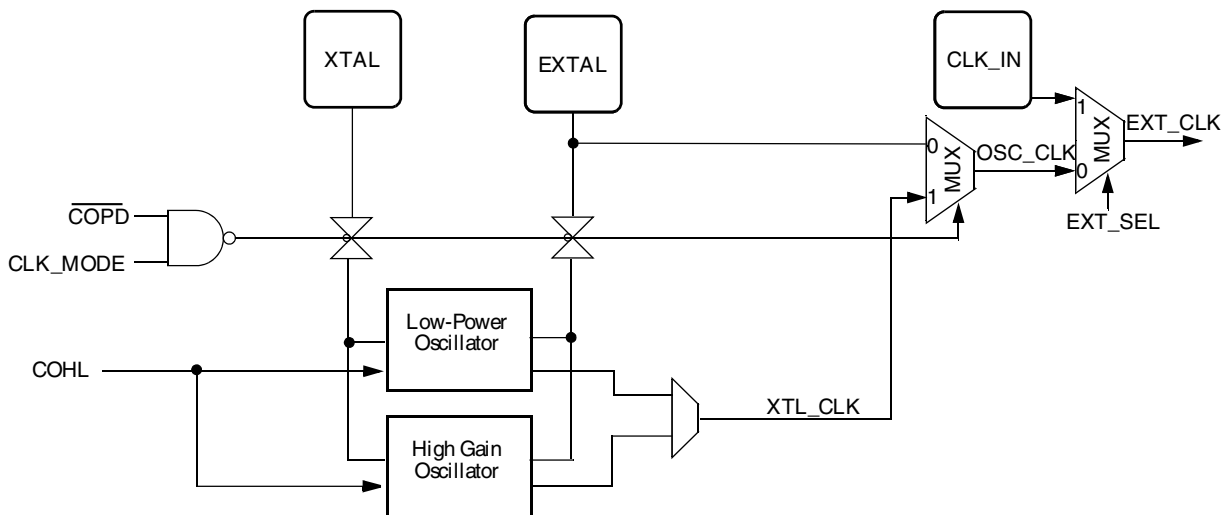 XTAL
EXTAL
CLK_IN
1
EXT_CLK
MUX
0
MUX
OSC_CLK
0
1
EXT_SEL
COPD
CLK_MODE
Low-Power
Oscillator
COHL
XTL_CLK
High Gain
Oscillator